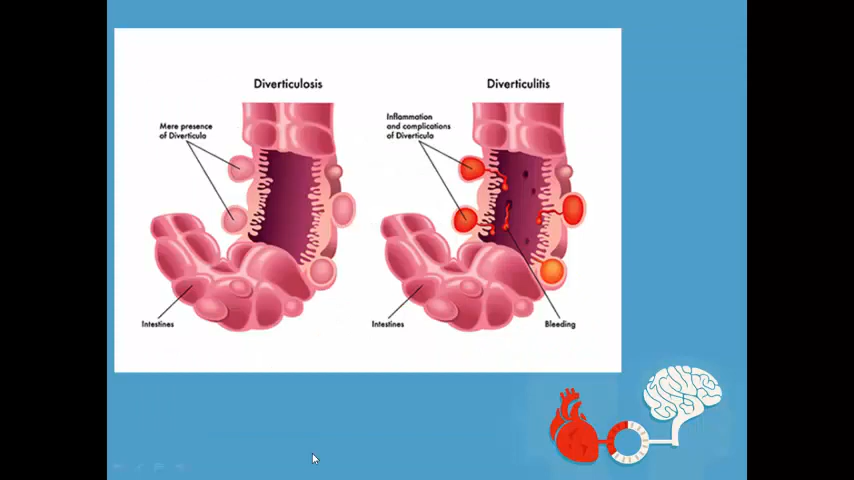 Diverticulosis
Mere presence
of Diverticula
Intestines
Diverticulitis
Inflammation
and complications
of Diverticula
Intestines
Bleeding